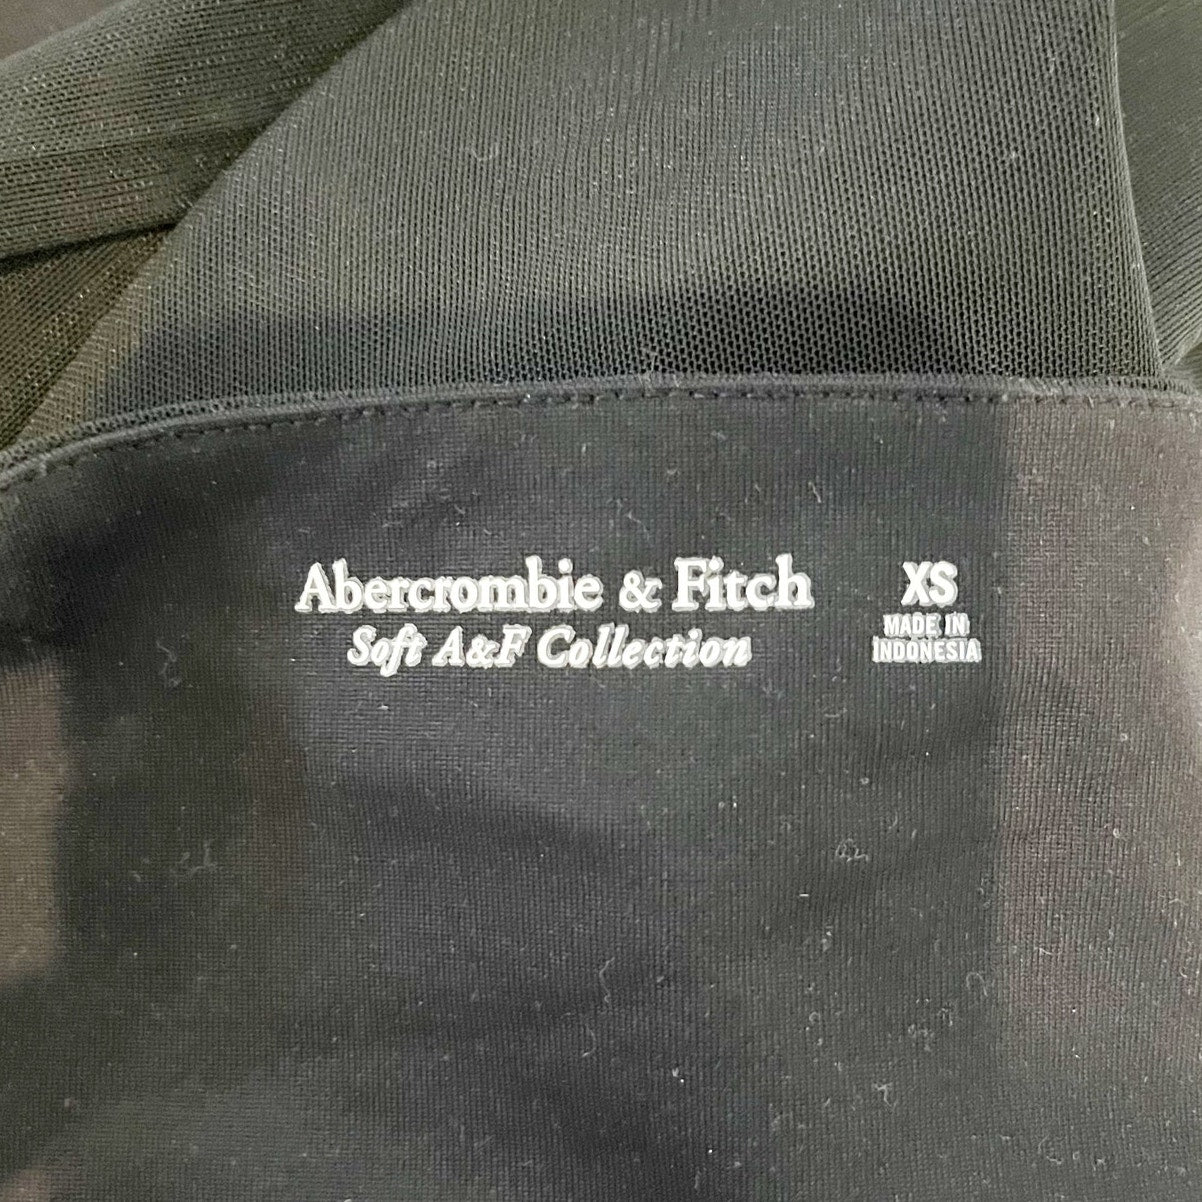 Abercrombie & Fitch
Soft A&F Collection
XS
MADE IN
INDONESIA